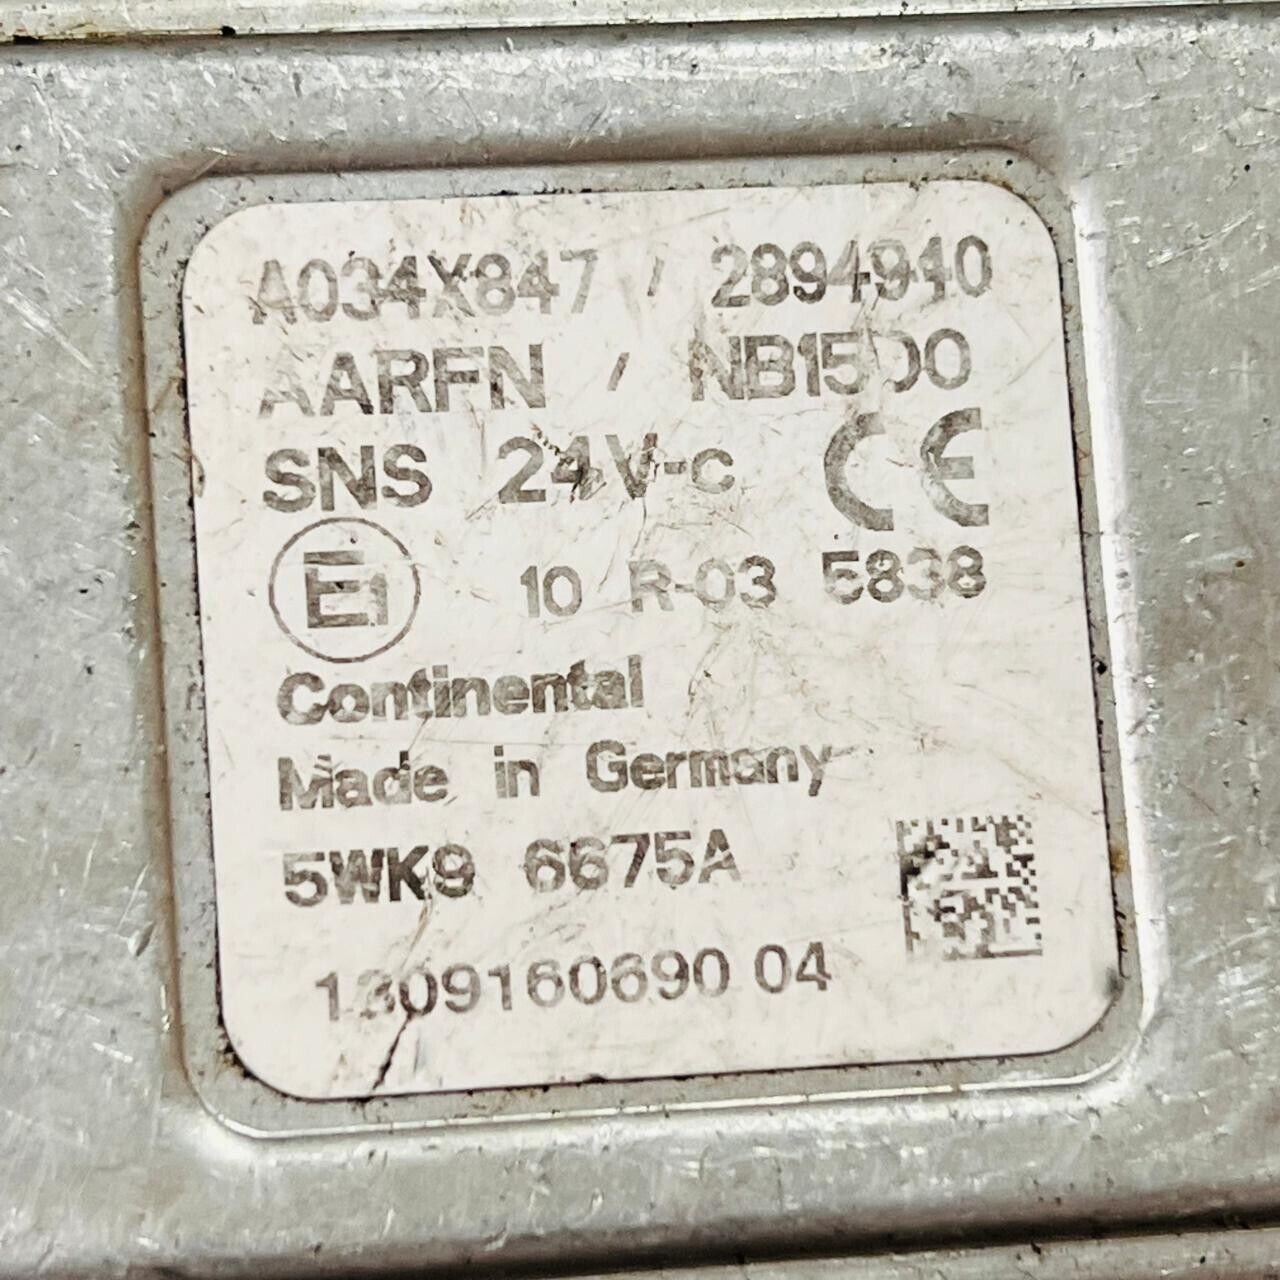 A034X847 / 2894940
AARFN / NB1500
SNS 24V-c CE
E1 10 R-03 5838
Continental
Made in Germany
5WK9 6675A
1309160690 04